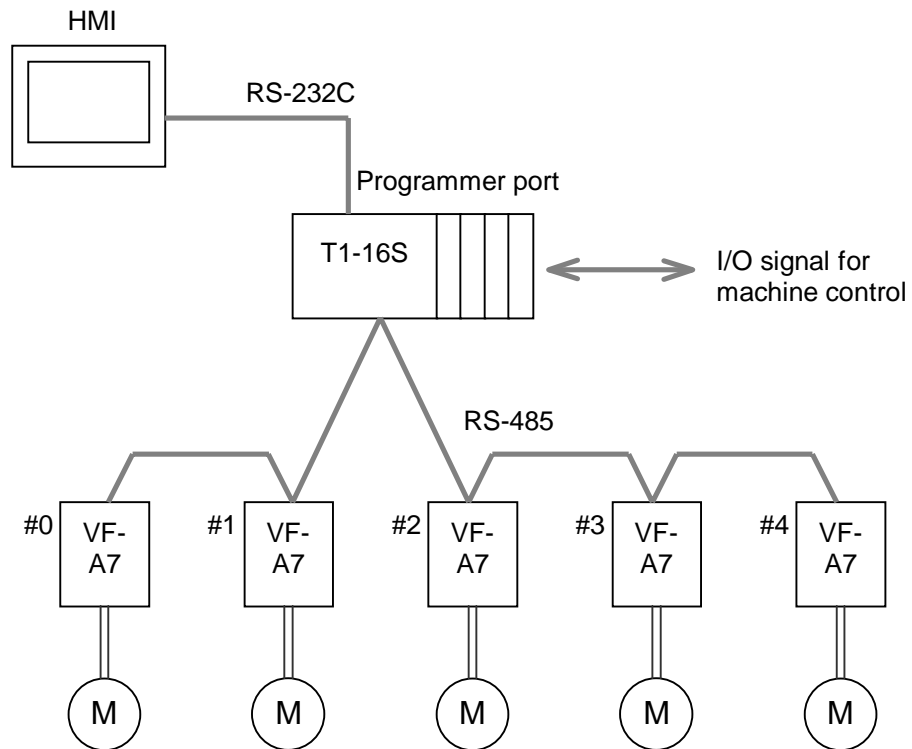 HMI
RS-232C
Programmer port
T1-16S
I/O signal for
machine control
RS-485
#0
VF-
A7
#1
VF-
A7
#2
VF-
A7
#3
VF-
A7
#4
VF-
A7
M
M
M
M
M